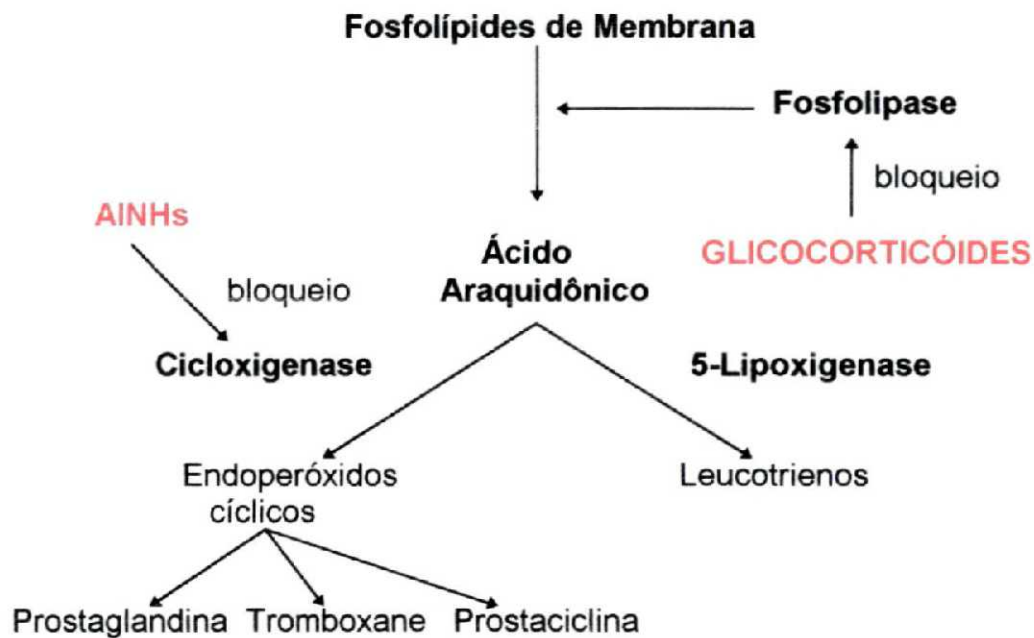 Fosfolípides de Membrana
Fosfolipase
bloqueio
AINHs
GLICOCORTICÓIDES
Ácido
Araquidônico
bloqueio
Cicloxigenase
5-Lipoxigenase
Endoperóxidos
cíclicos
Leucotrienos
Prostaglandina Tromboxane Prostaciclina